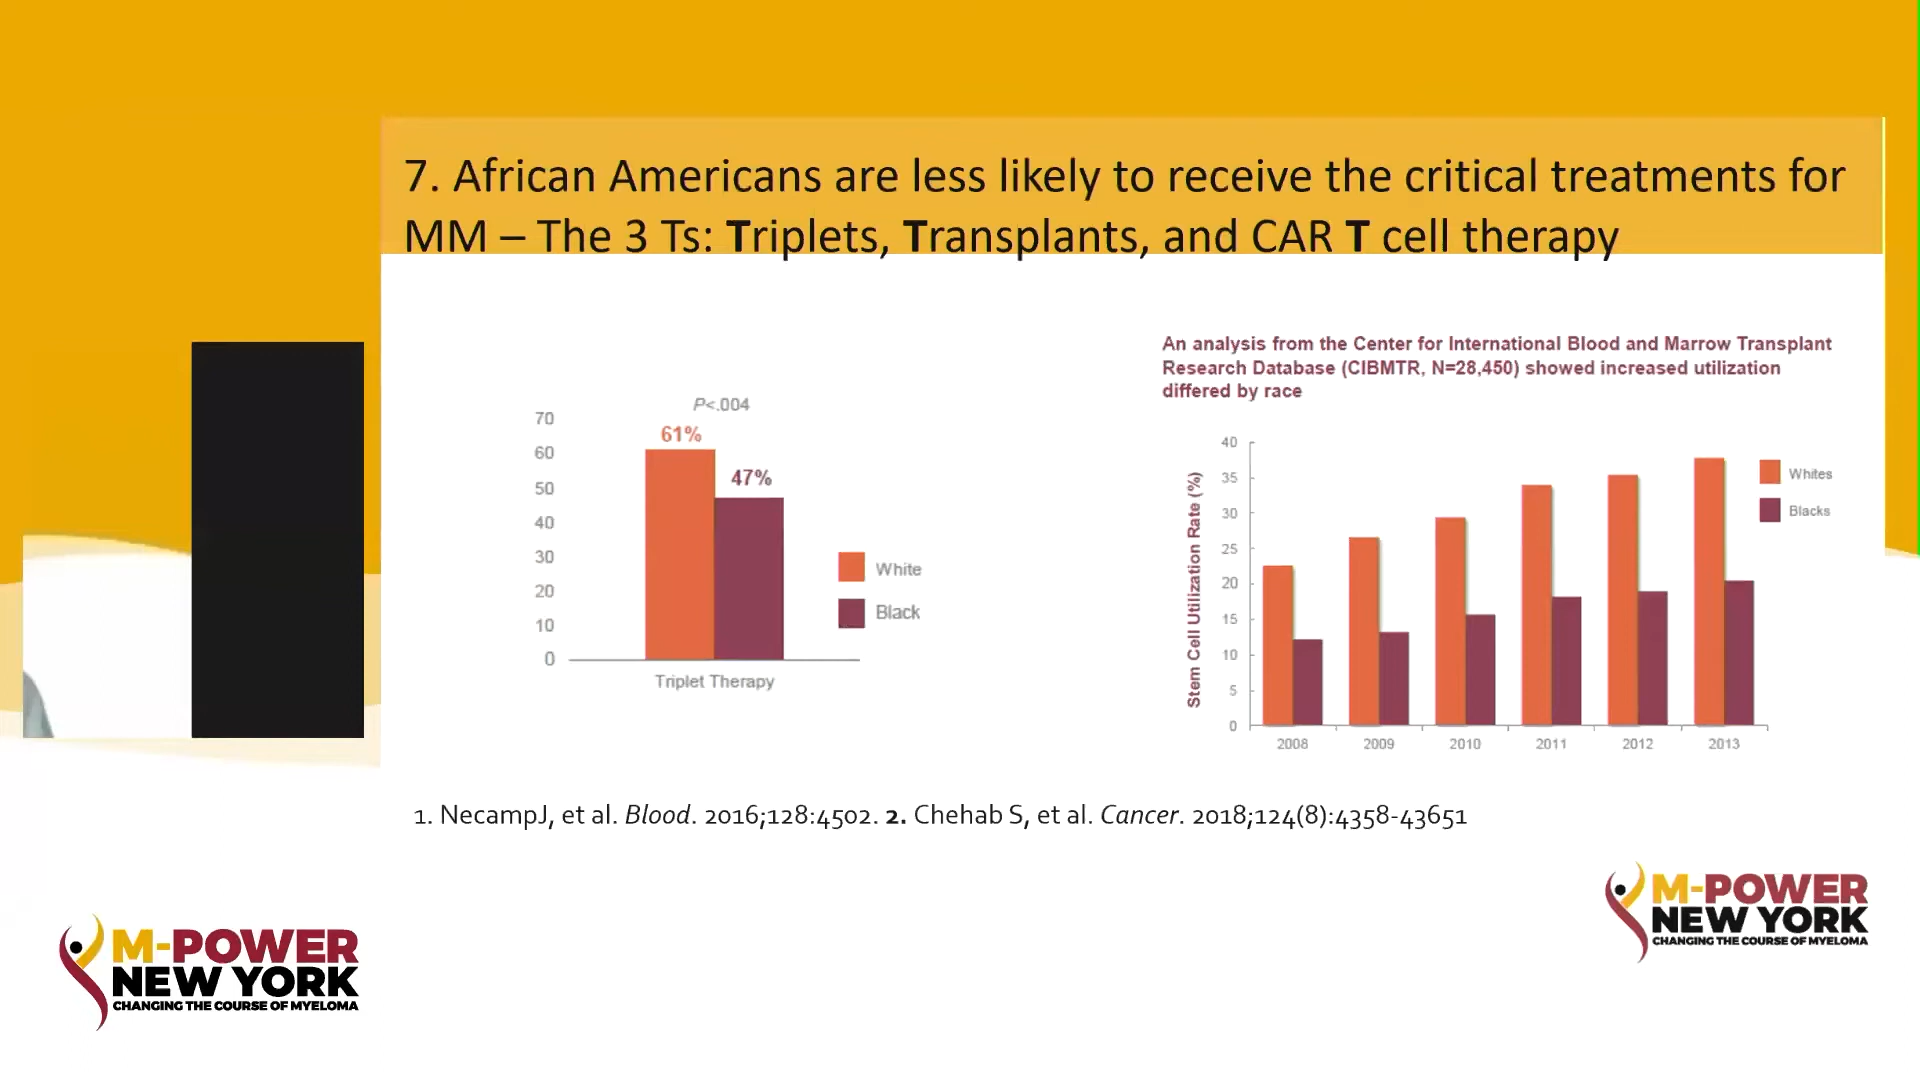 7. African Americans are less likely to receive the critical treatments for
MM – The 3 Ts: Triplets, Transplants, and CAR T cell therapy
P<.004
70
60
50
40
30
20
10
0
61%
47%
White
Black
Triplet Therapy
An analysis from the Center for International Blood and Marrow Transplant
Research Database (CIBMTR, N=28,450) showed increased utilization
differed by race
Stem Cell Utilization Rate (%)
40
35
30
25
20
15
10
5
0
2008 2009 2010 2011 2012 2013
Whites
Blacks
1. NecampJ, et al. Blood. 2016;128:4502. 2. Chehab S, et al. Cancer. 2018;124(8):4358-43651
M-POWER
NEW YORK
CHANGING THE COURSE OF MYELOMA
M-POWER
NEW YORK
CHANGING THE COURSE OF MYELOMA